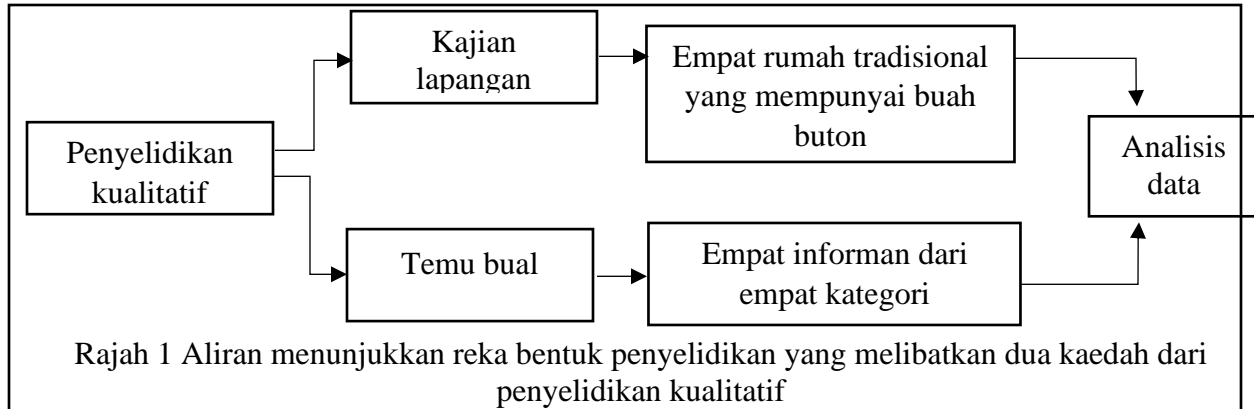 Penyelidikan
kualitatif
Kajian
lapangan
Empat rumah tradisional
yang mempunyai buah
buton
Temu bual
Empat informan dari
empat kategori
Analisis
data
Rajah 1 Aliran menunjukkan reka bentuk penyelidikan yang melibatkan dua kaedah dari
penyelidikan kualitatif